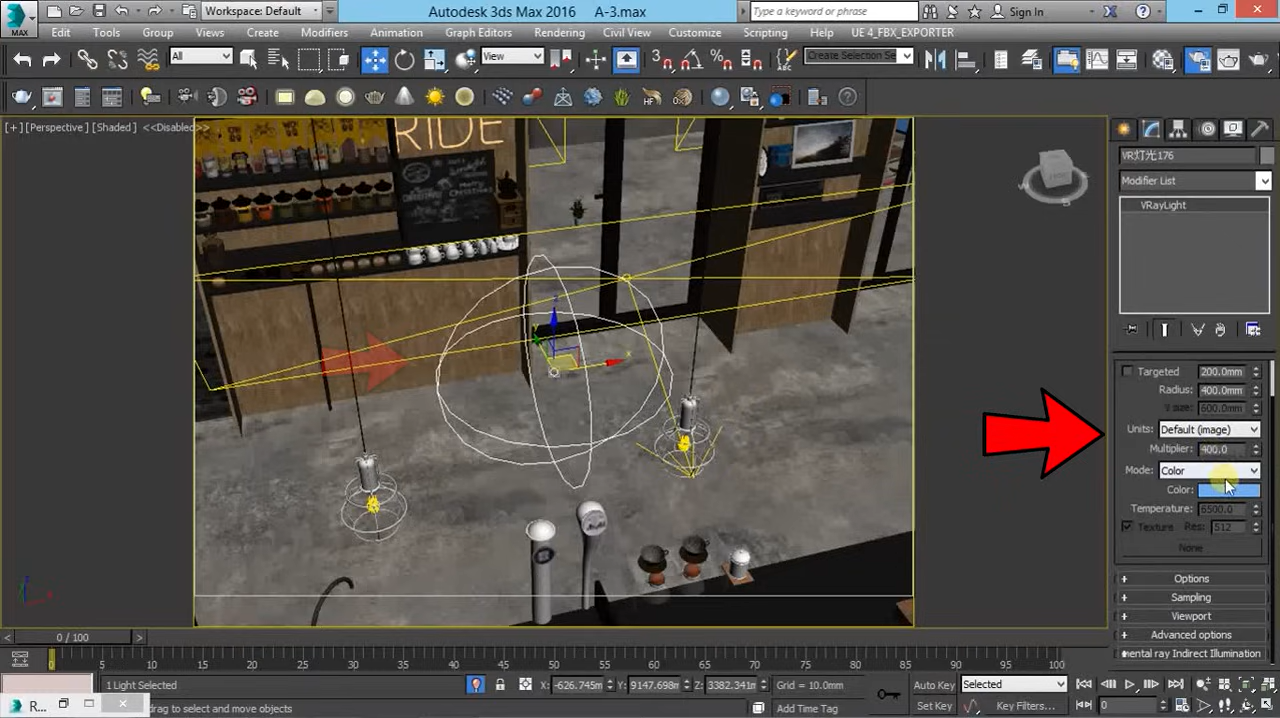 Workspace: Default
Autodesk 3ds Max 2016 A-3.max
Type a keyword or phrase
Sign In
MAX
Edit Tools Group Views Create Modifiers Animation Graph Editors Rendering Civil View Customize Scripting Help UE 4_FBX_EXPORTER
All
View
Create Selection Se
[+] [Perspective] [Shaded] <<Disabled>>
RIDE
VR灯光176
Modifier List
VRayLight
Targeted 200.0mm
Radius: 400.0mm
V size: 600.0mm
Units: Default (image)
Multiplier: 400.0
Mode: Color
Color:
Temperature: 6500.0
Texture Res: 512
None
+ Options
+ Sampling
+ Viewport
+ Advanced options
mental ray Indirect Illumination
0 / 100
0 5 10 15 20 25 30 35 40 45 50 55 60 65 70 75 80 85 90 95 100
1 Light Selected
X: -626.745m Y: 9147.698m Z: 3382.341m
Grid = 10.0mm
Auto Key Selected
R...
drag to select and move objects
Add Time Tag
Set Key
Key Filters...
0